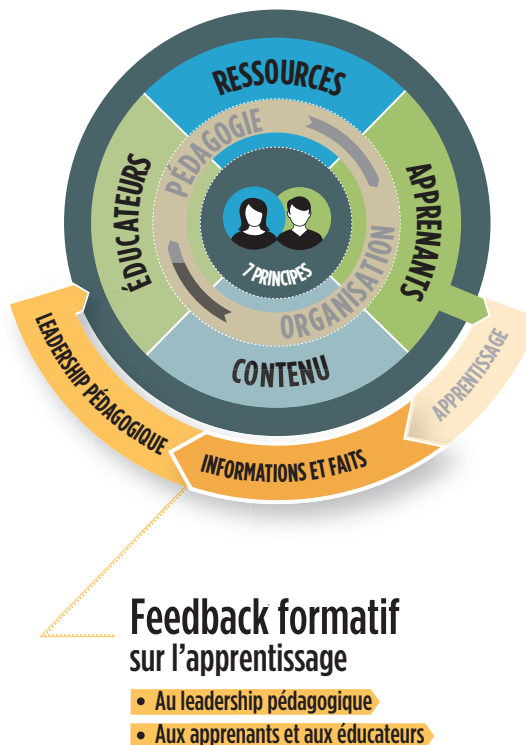 RESSOURCES
PÉDAGOGIE
ÉDUCATEURS
APPRENANTS
7 PRINCIPES
ORGANISATION
CONTENU
LEADERSHIP PÉDAGOGIQUE
INFORMATIONS ET FAITS
APPRENTISSAGE
Feedback formatif
sur l'apprentissage
• Au leadership pédagogique
• Aux apprenants et aux éducateurs